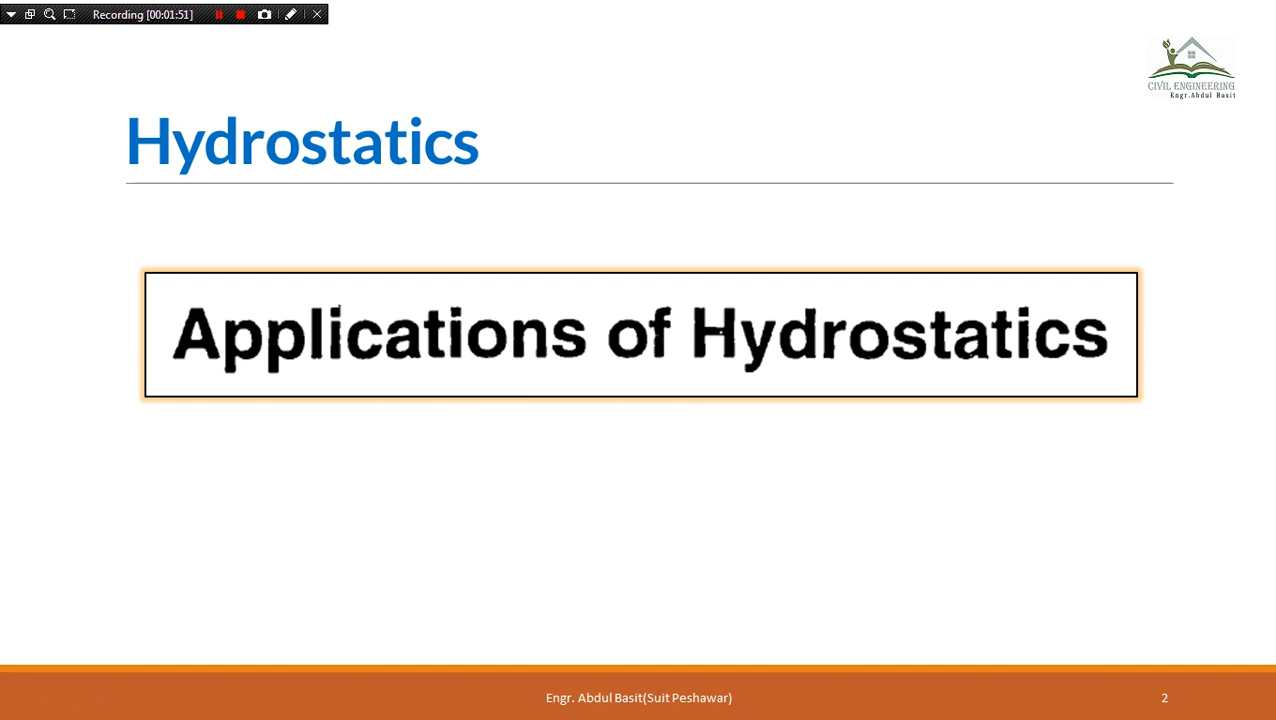 Recording [00:01:51]
CIVIL ENGINEERING
Engr.Abdul Basit
Hydrostatics
Applications of Hydrostatics
Engr. Abdul Basit(Suit Peshawar)
2